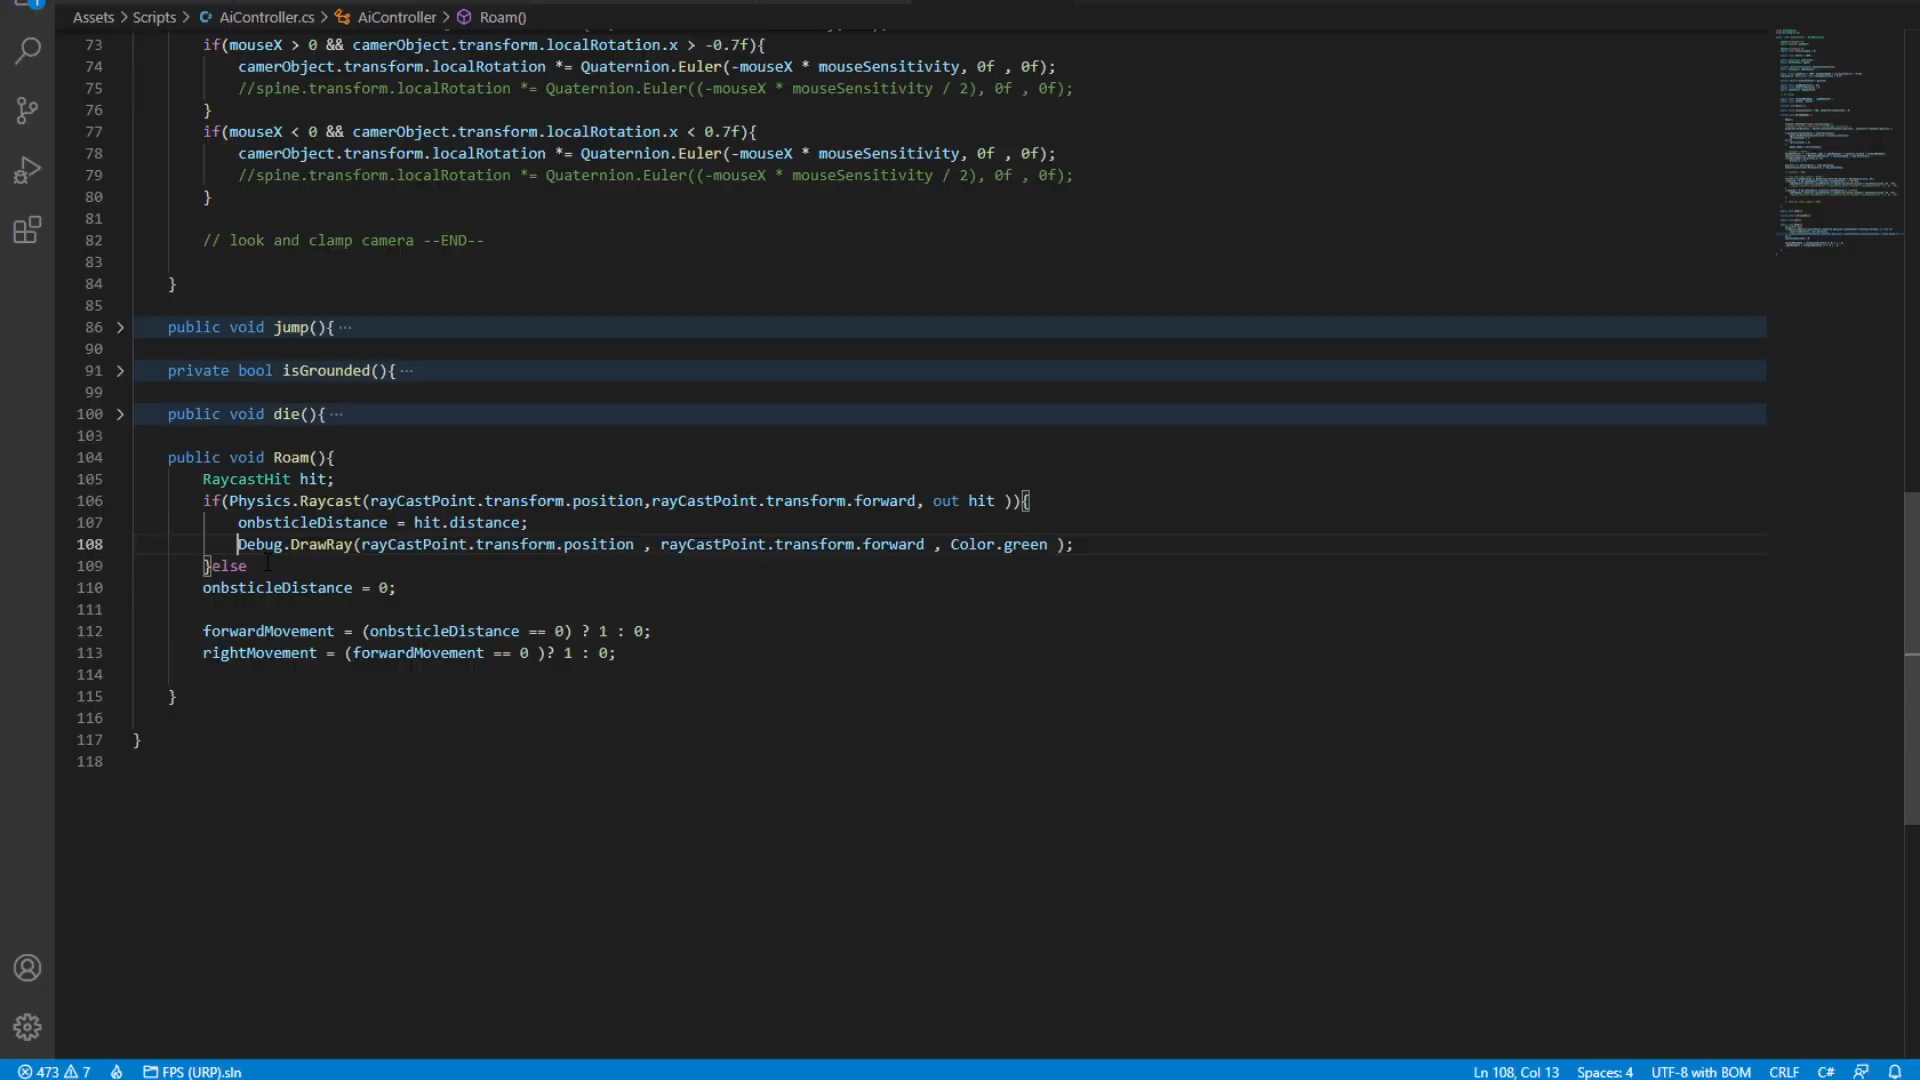 Assets > Scripts > AiController.cs > AiController > Roam()
73 if(mouseX > 0 && camerObject.transform.localRotation.x > -0.7f){
74 camerObject.transform.localRotation *= Quaternion.Euler(-mouseX * mouseSensitivity, 0f , 0f);
75 //spine.transform.localRotation *= Quaternion.Euler((-mouseX * mouseSensitivity / 2), 0f , 0f);
76 }
77 if(mouseX < 0 && camerObject.transform.localRotation.x < 0.7f){
78 camerObject.transform.localRotation *= Quaternion.Euler(-mouseX * mouseSensitivity, 0f , 0f);
79 //spine.transform.localRotation *= Quaternion.Euler((-mouseX * mouseSensitivity / 2), 0f , 0f);
80 }
81
82 // look and clamp camera --END--
83
84 }
85
86 > public void jump(){ ...
90
91 > private bool isGrounded(){ ...
99
100 > public void die(){ ...
103
104 public void Roam(){
105 RaycastHit hit;
106 if(Physics.Raycast(rayCastPoint.transform.position,rayCastPoint.transform.forward, out hit )){
107 onbsticleDistance = hit.distance;
108 Debug.DrawRay(rayCastPoint.transform.position , rayCastPoint.transform.forward , Color.green );
109 }else
110 onbsticleDistance = 0;
111
112 forwardMovement = (onbsticleDistance == 0) ? 1 : 0;
113 rightMovement = (forwardMovement == 0 )? 1 : 0;
114
115 }
116
117 }
118
473 7 FPS (URP).sln Ln 108, Col 13 Spaces: 4 UTF-8 with BOM CRLF C#